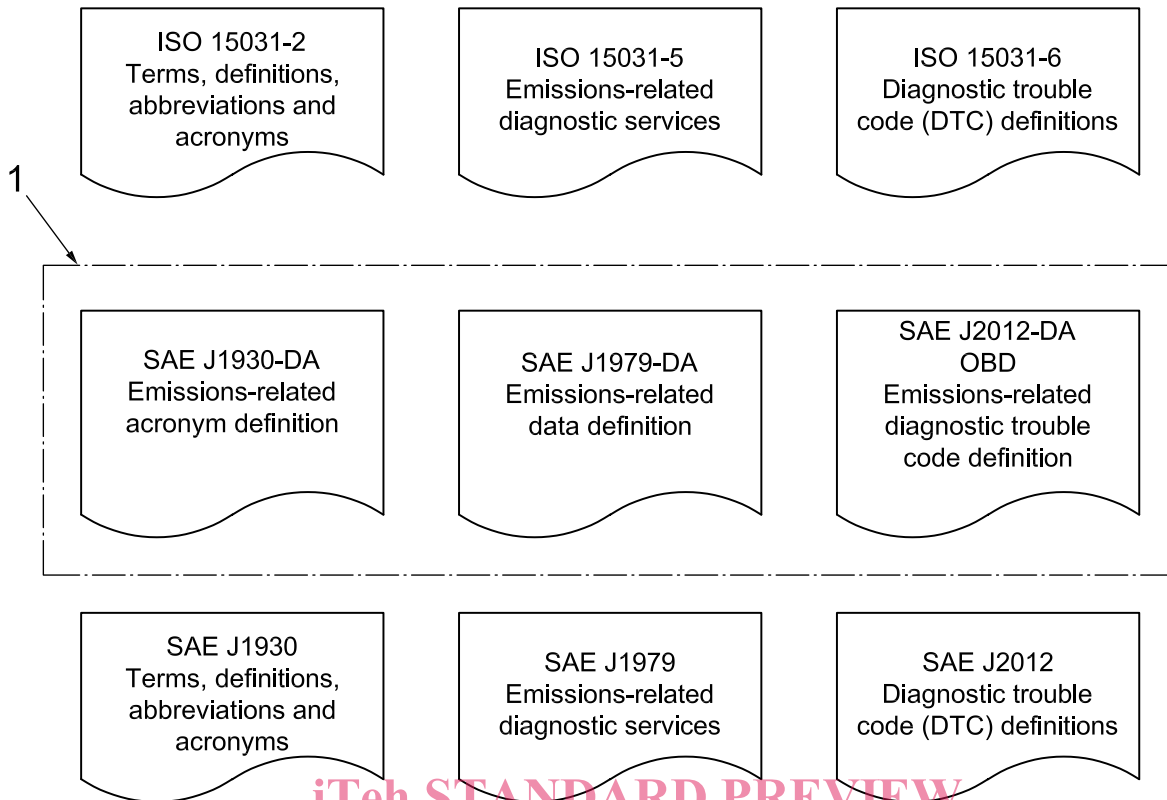 ISO 15031-2
Terms, definitions,
abbreviations and
acronyms
ISO 15031-5
Emissions-related
diagnostic services
ISO 15031-6
Diagnostic trouble
code (DTC) definitions
1
SAE J1930-DA
Emissions-related
acronym definition
SAE J1979-DA
Emissions-related
data definition
SAE J2012-DA
OBD
Emissions-related
diagnostic trouble
code definition
SAE J1930
Terms, definitions,
abbreviations and
acronyms
SAE J1979
Emissions-related
diagnostic services
SAE J2012
Diagnostic trouble
code (DTC) definitions
iTeh STANDARD PREVIEW